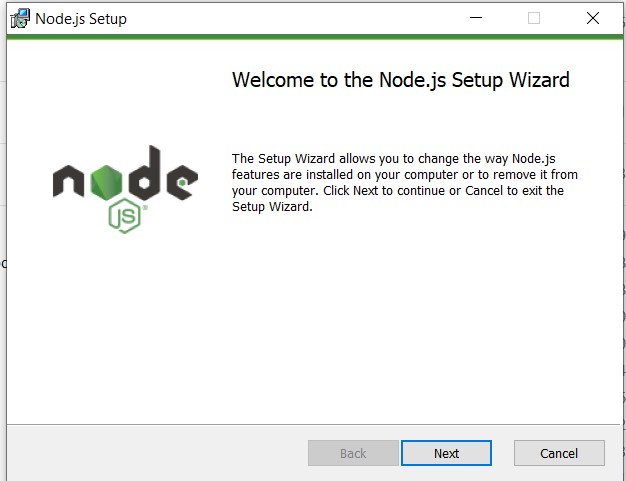 Node.js Setup
Welcome to the Node.js Setup Wizard
node
JS®
The Setup Wizard allows you to change the way Node.js
features are installed on your computer or to remove it from
your computer. Click Next to continue or Cancel to exit the
Setup Wizard.
Back
Next
Cancel